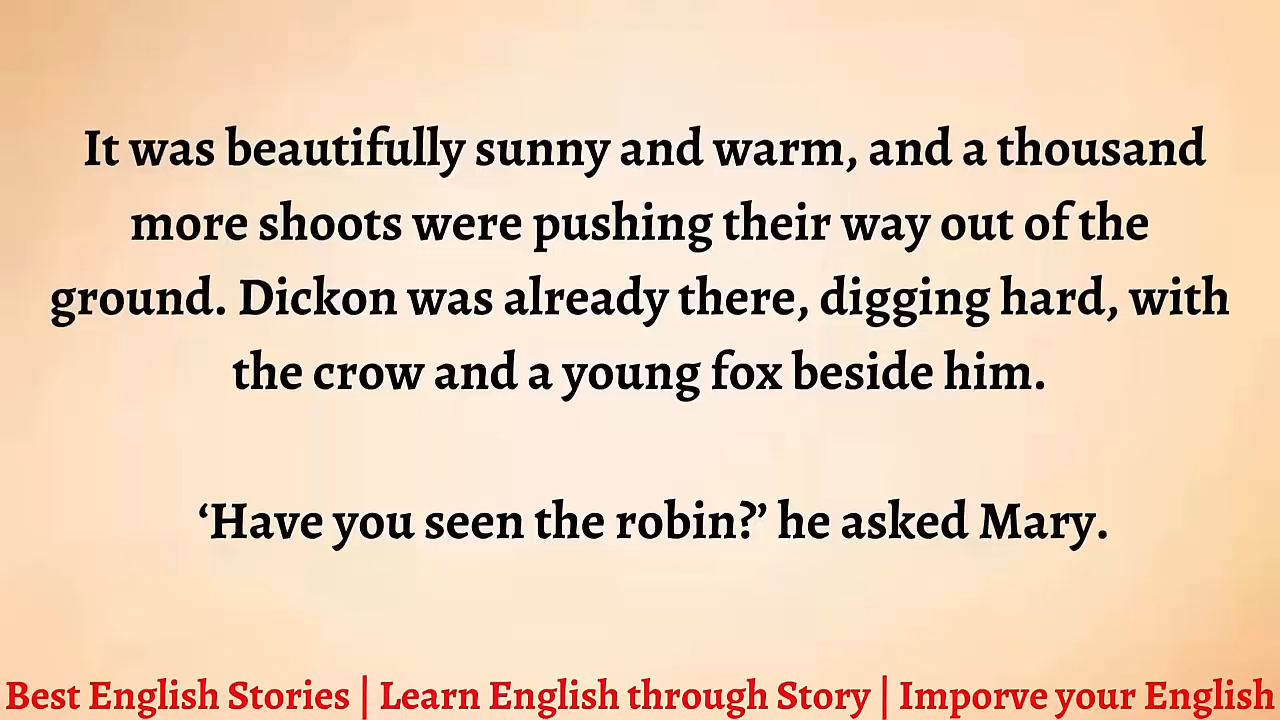 It was beautifully sunny and warm, and a thousand
more shoots were pushing their way out of the
ground. Dickon was already there, digging hard, with
the crow and a young fox beside him.
‘Have you seen the robin?’ he asked Mary.
Best English Stories | Learn English through Story | Imporve your English